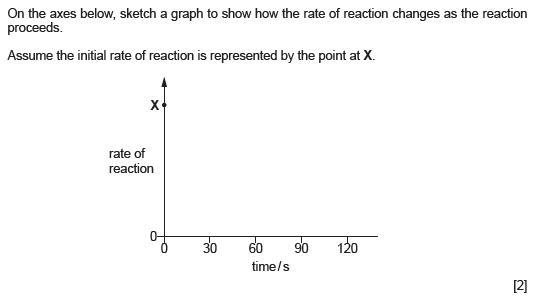 On the axes below, sketch a graph to show how the rate of reaction changes as the reaction
proceeds.
Assume the initial rate of reaction is represented by the point at X.
X
rate of
reaction
0
0 30 60 90 120
time / s
[2]